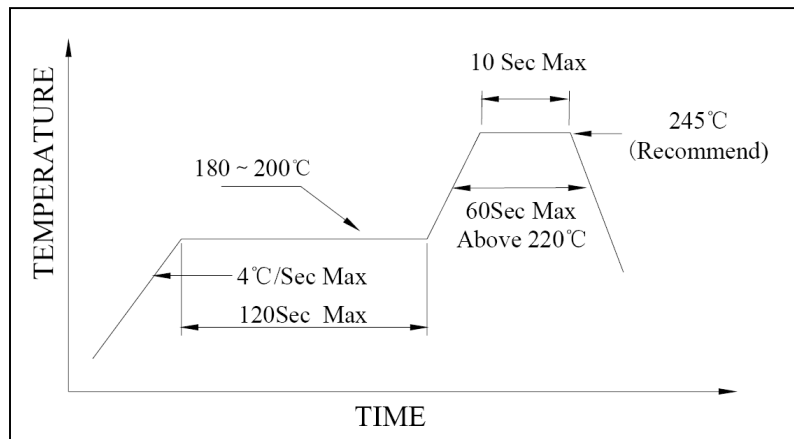 10 Sec Max
245℃
(Recommend)
180 ~ 200℃
60Sec Max
Above 220℃
4℃/Sec Max
120Sec Max
TEMPERATURE
TIME